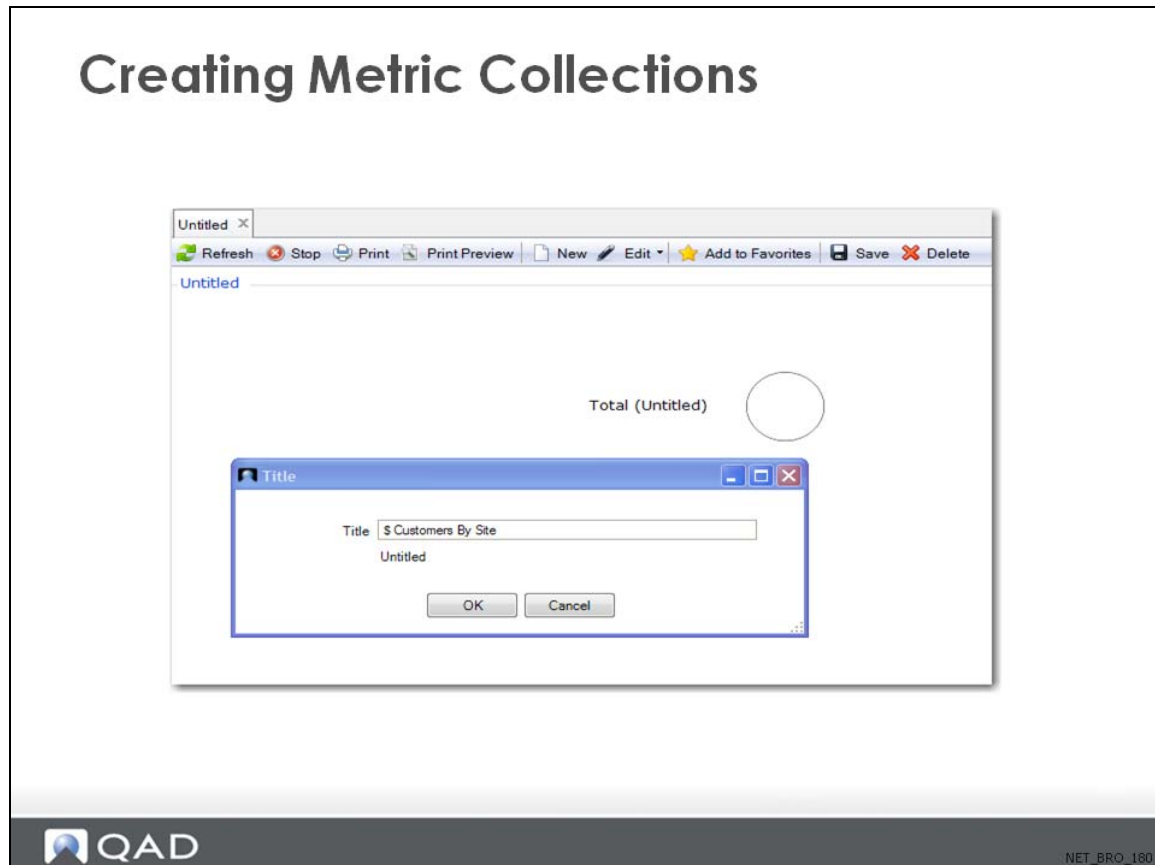 Creating Metric Collections
Untitled
Refresh Stop Print Print Preview New Edit Add to Favorites Save Delete
Untitled
Total (Untitled)
Title
Title $ Customers By Site
Untitled
OK Cancel
QAD
NET_BRO_180